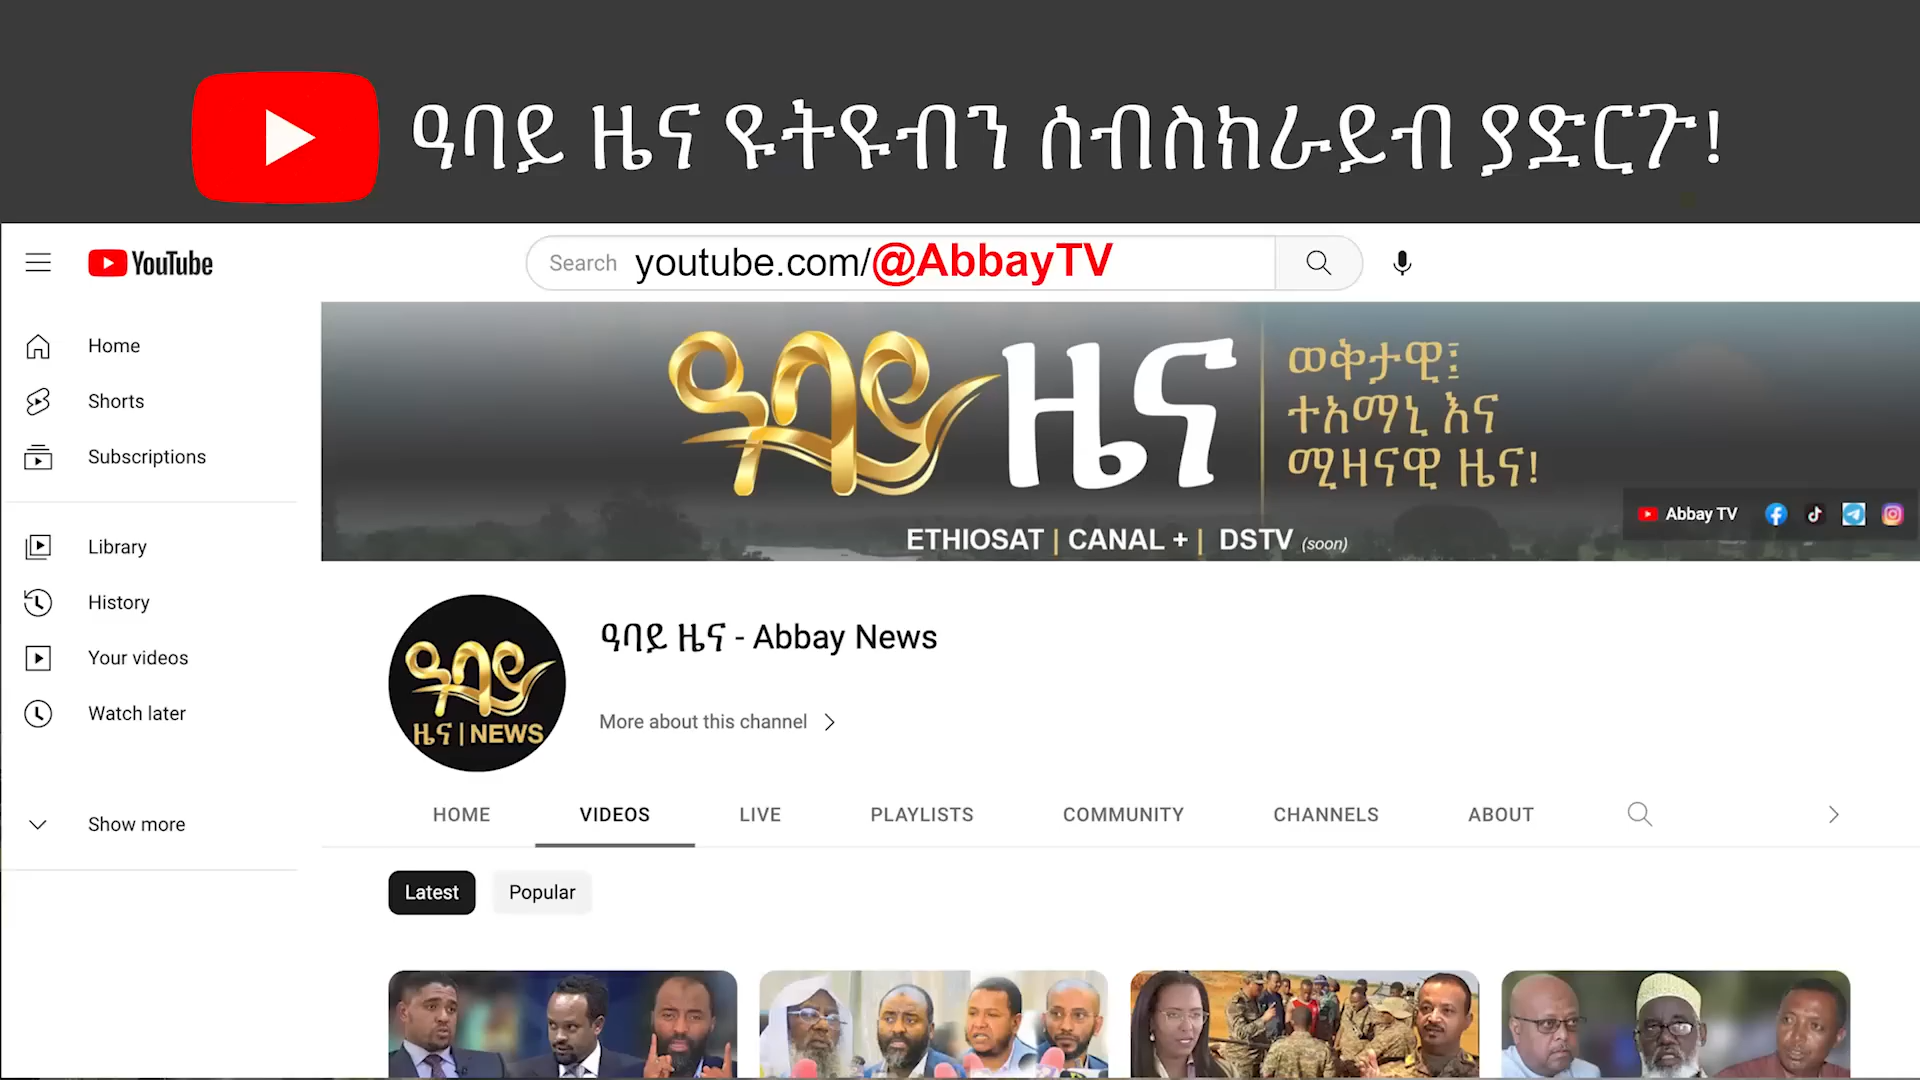 ዓባይ ዜና ዩትዩብን ሰብስክራይብ ያድርጉ!
YouTube
Search youtube.com/@AbbayTV
Home
Shorts
Subscriptions
Library
History
Your videos
Watch later
Show more
ዓባይ ዜና
ወቅታዊ፤
ተአማኒ እና
ሚዛናዊ ዜና!
ETHIOSAT | CANAL + | DSTV (soon)
Abbay TV
ዓባይ
ዜና | NEWS
ዓባይ ዜና - Abbay News
More about this channel
HOME VIDEOS LIVE PLAYLISTS COMMUNITY CHANNELS ABOUT
Latest Popular